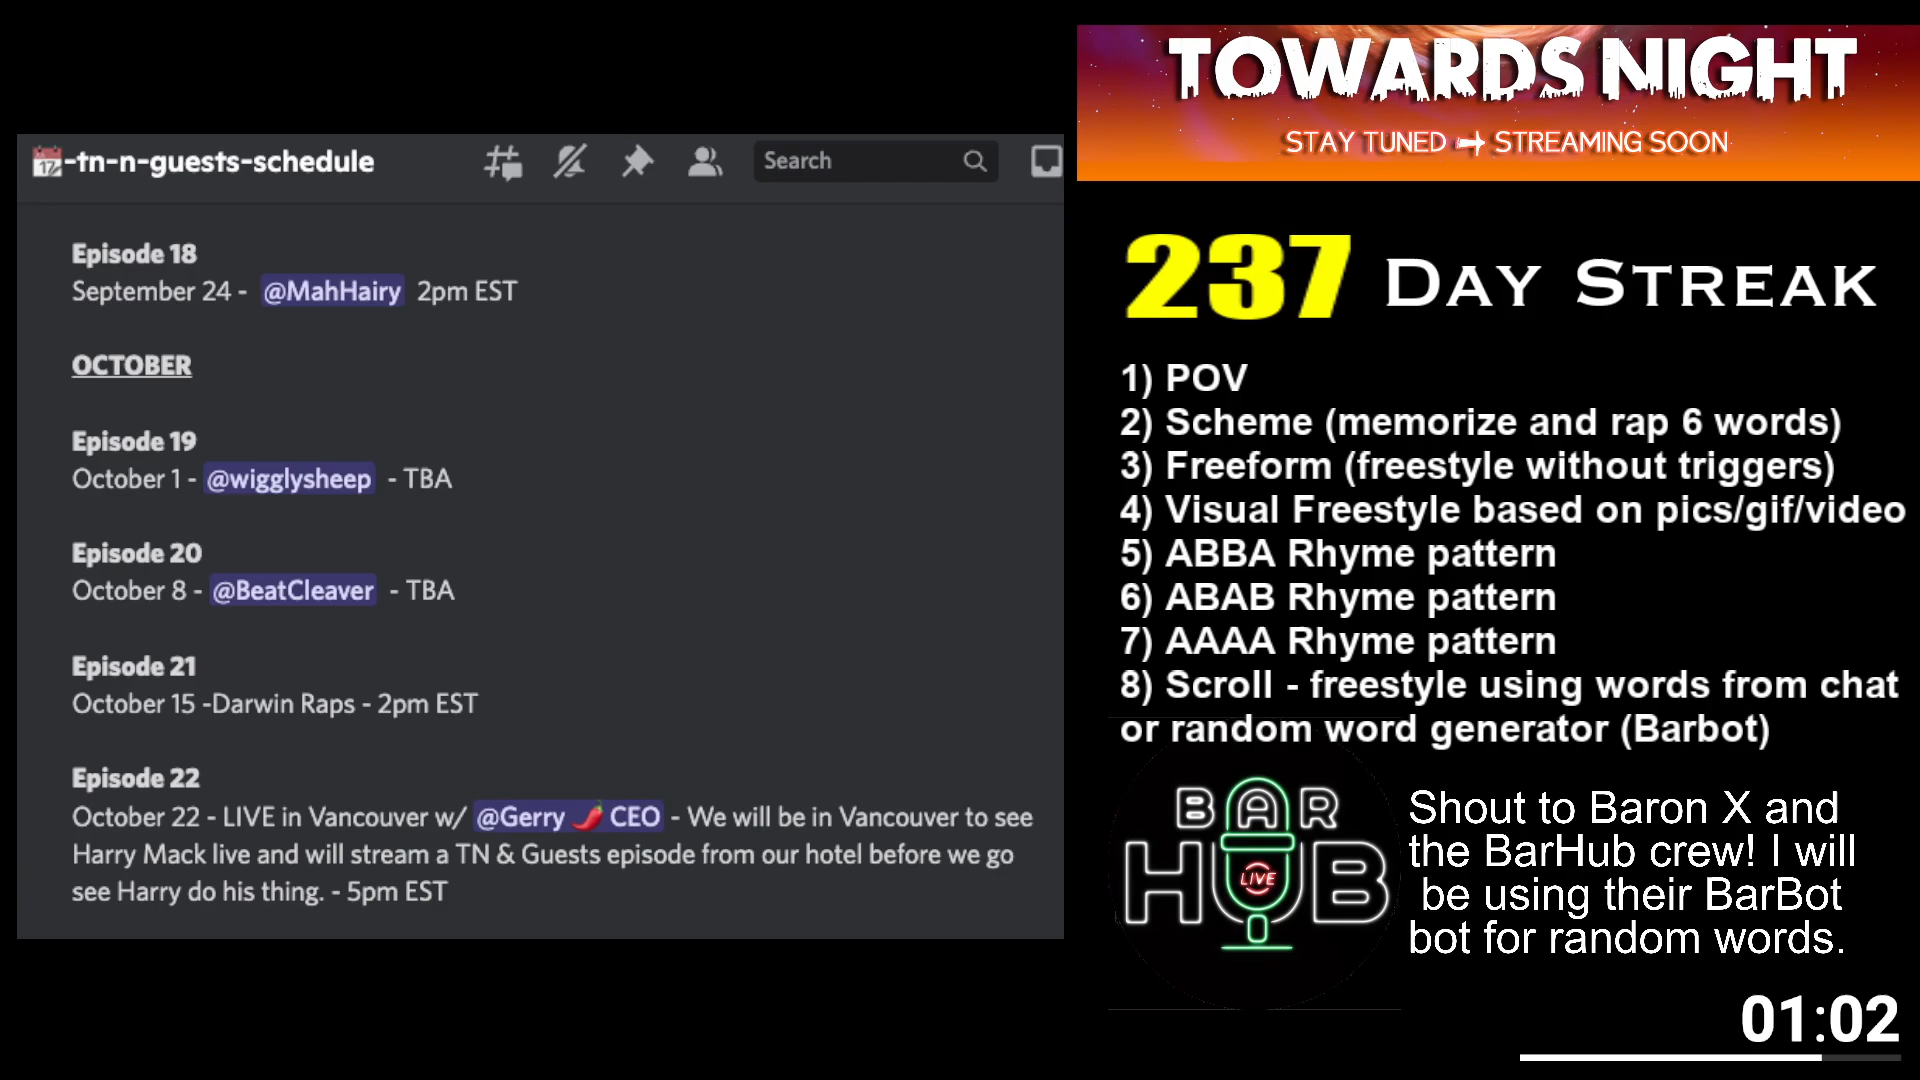 17-tn-n-guests-schedule
Search
Episode 18
September 24 - @MahHairy 2pm EST
OCTOBER
Episode 19
October 1 - @wigglysheep - TBA
Episode 20
October 8 - @BeatCleaver - TBA
Episode 21
October 15 -Darwin Raps - 2pm EST
Episode 22
October 22 - LIVE in Vancouver w/ @Gerry 🌶️ CEO - We will be in Vancouver to see
Harry Mack live and will stream a TN & Guests episode from our hotel before we go
see Harry do his thing. - 5pm EST
TOWARDS NIGHT
STAY TUNED → STREAMING SOON
237 DAY STREAK
1) POV
2) Scheme (memorize and rap 6 words)
3) Freeform (freestyle without triggers)
4) Visual Freestyle based on pics/gif/video
5) ABBA Rhyme pattern
6) ABAB Rhyme pattern
7) AAAA Rhyme pattern
8) Scroll - freestyle using words from chat
or random word generator (Barbot)
BAR
HUB
LIVE
Shout to Baron X and
the BarHub crew! I will
be using their BarBot
bot for random words.
01:02